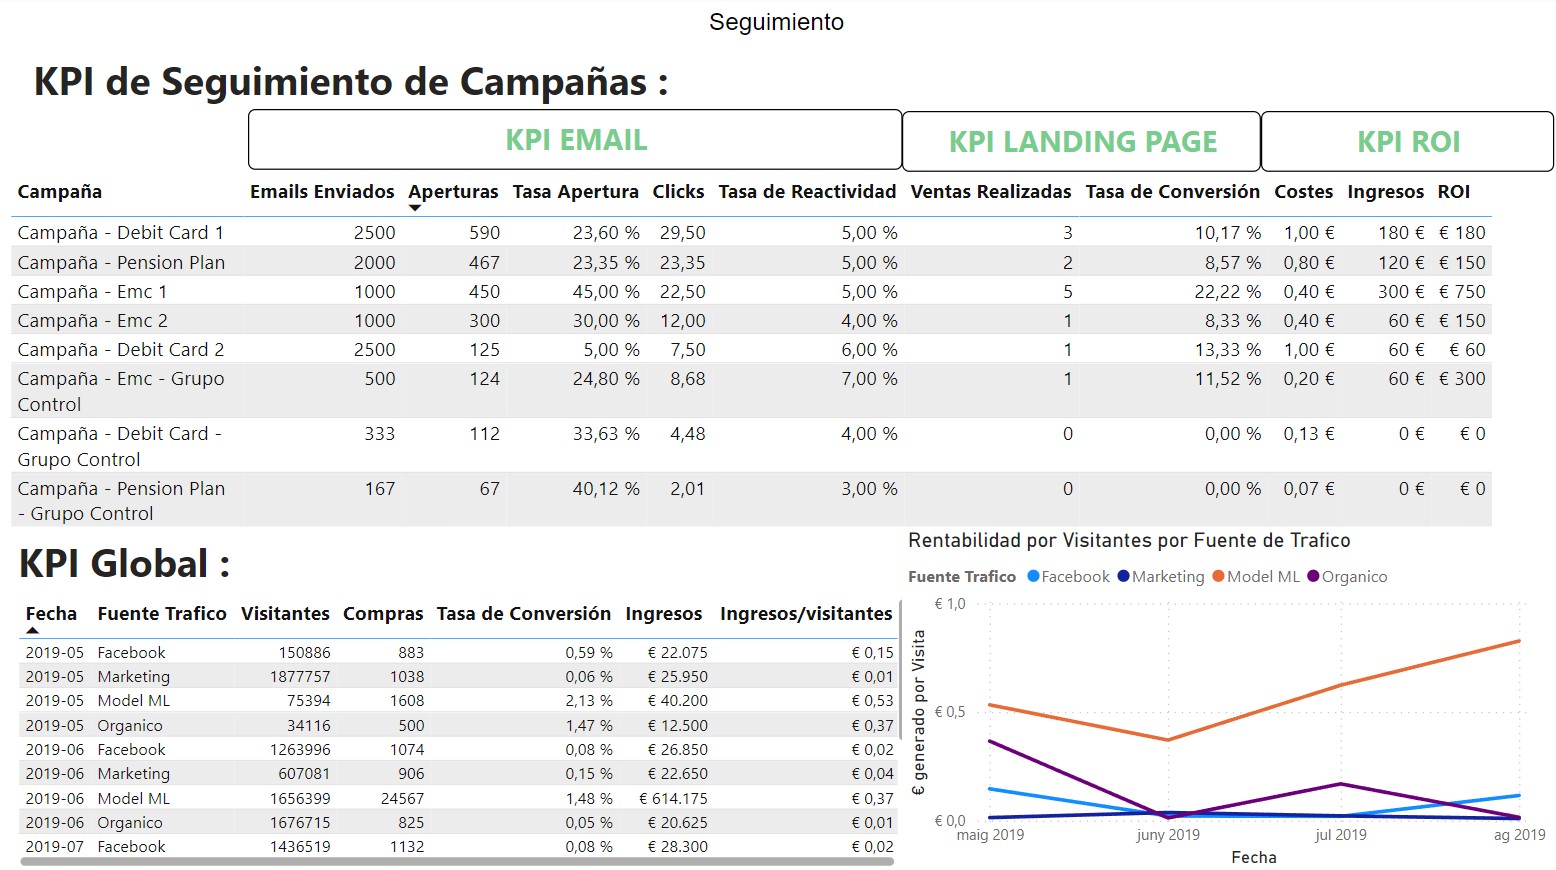 Seguimiento
KPI de Seguimiento de Campañas :
KPI EMAIL KPI LANDING PAGE KPI ROI
Campaña Emails Enviados Aperturas Tasa Apertura Clicks Tasa de Reactividad Ventas Realizadas Tasa de Conversión Costes Ingresos ROI
Campaña - Debit Card 1 2500 590 23,60 % 29,50 5,00 % 3 10,17 % 1,00 € 180 € € 180
Campaña - Pension Plan 2000 467 23,35 % 23,35 5,00 % 2 8,57 % 0,80 € 120 € € 150
Campaña - Emc 1 1000 450 45,00 % 22,50 5,00 % 5 22,22 % 0,40 € 300 € € 750
Campaña - Emc 2 1000 300 30,00 % 12,00 4,00 % 1 8,33 % 0,40 € 60 € € 150
Campaña - Debit Card 2 2500 125 5,00 % 7,50 6,00 % 1 13,33 % 1,00 € 60 € € 60
Campaña - Emc - Grupo 500 124 24,80 % 8,68 7,00 % 1 11,52 % 0,20 € 60 € € 300
Control
Campaña - Debit Card - 333 112 33,63 % 4,48 4,00 % 0 0,00 % 0,13 € 0 € € 0
Grupo Control
Campaña - Pension Plan 167 67 40,12 % 2,01 3,00 % 0 0,00 % 0,07 € 0 € € 0
- Grupo Control
KPI Global :
Fecha Fuente Trafico Visitantes Compras Tasa de Conversión Ingresos Ingresos/visitantes
2019-05 Facebook 150886 883 0,59 % € 22.075 € 0,15
2019-05 Marketing 1877757 1038 0,06 % € 25.950 € 0,01
2019-05 Model ML 75394 1608 2,13 % € 40.200 € 0,53
2019-05 Organico 34116 500 1,47 % € 12.500 € 0,37
2019-06 Facebook 1263996 1074 0,08 % € 26.850 € 0,02
2019-06 Marketing 607081 906 0,15 % € 22.650 € 0,04
2019-06 Model ML 1656399 24567 1,48 % € 614.175 € 0,37
2019-06 Organico 1676715 825 0,05 % € 20.625 € 0,01
2019-07 Facebook 1436519 1132 0,08 % € 28.300 € 0,02
Rentabilidad por Visitantes por Fuente de Trafico
Fuente Trafico Facebook Marketing Model ML Organico
€ generado por Visita
€ 1,0
€ 0,5
€ 0,0
maig 2019 juny 2019 jul 2019 ag 2019
Fecha